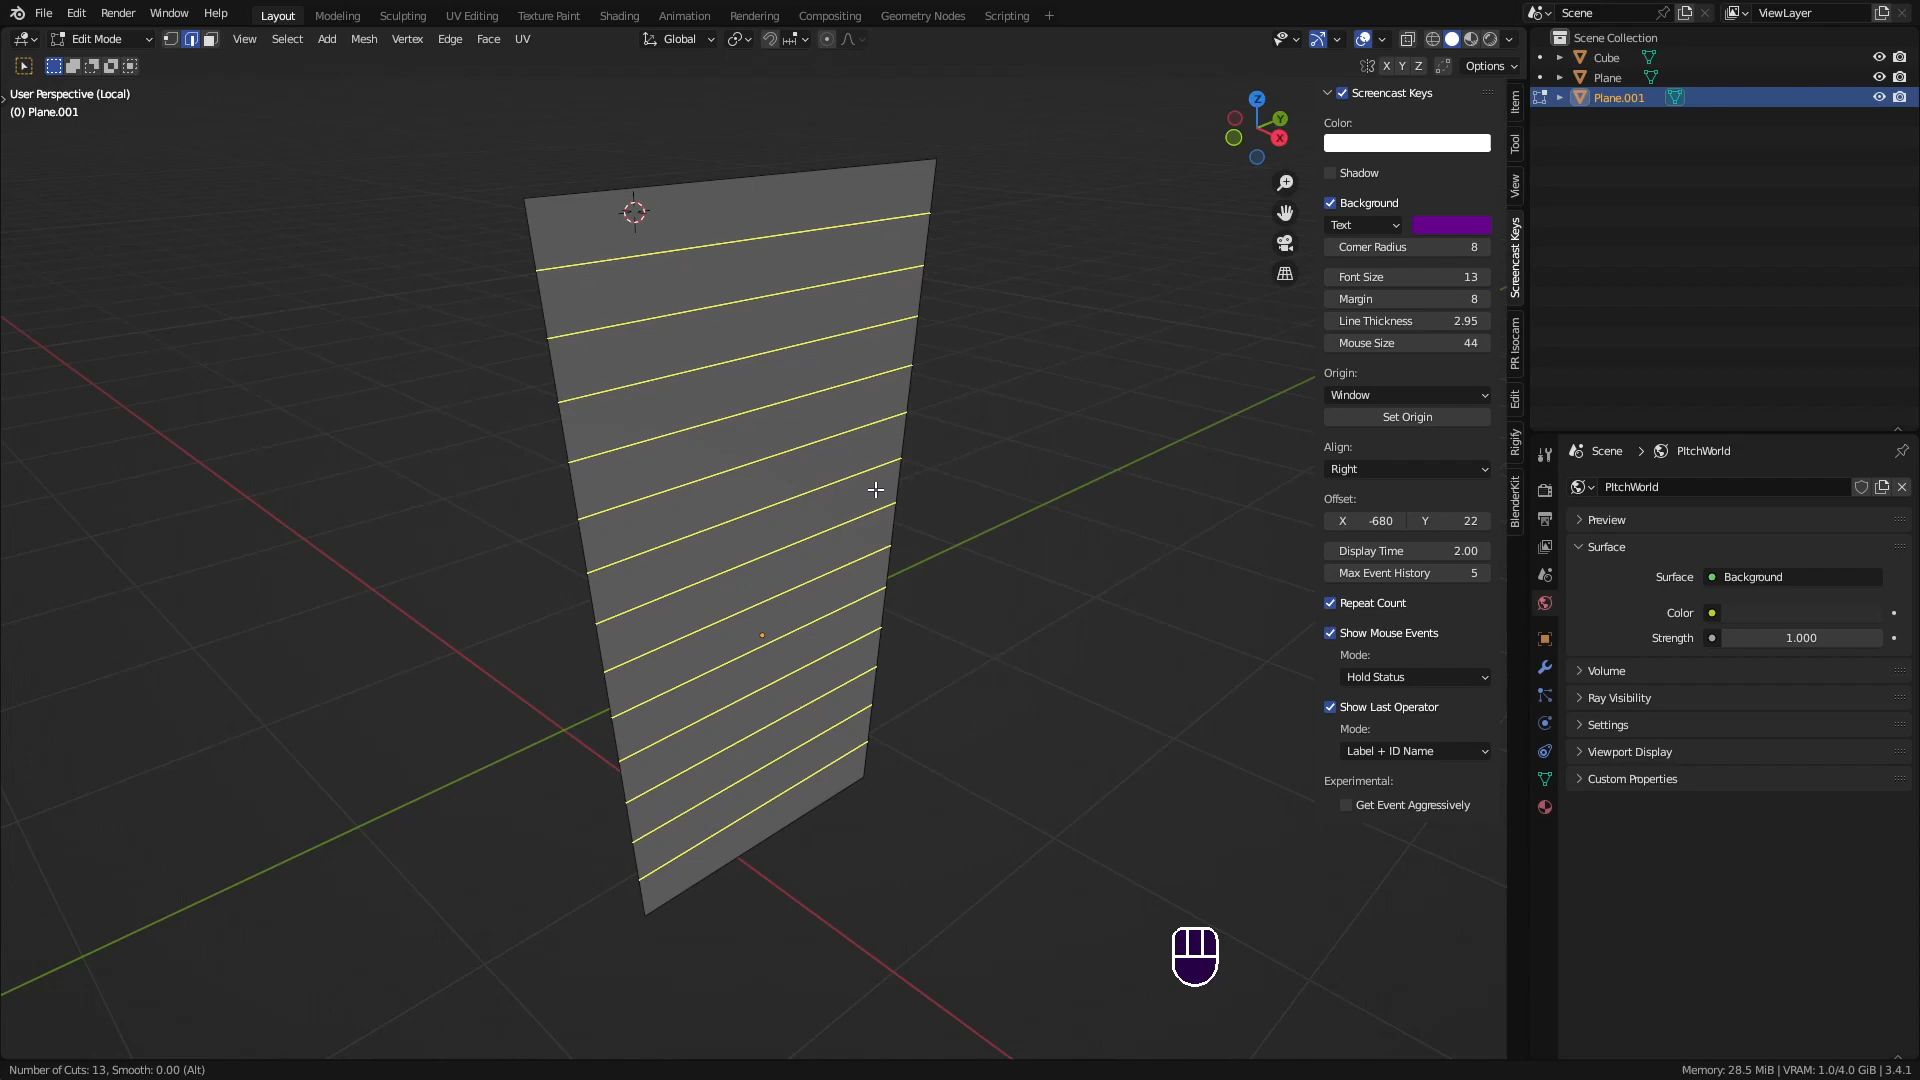 File Edit Render Window Help Layout Modeling Sculpting UV Editing Texture Paint Shading Animation Rendering Compositing Geometry Nodes Scripting + Scene ViewLayer
Edit Mode View Select Add Mesh Vertex Edge Face UV Global
X Y Z Options
User Perspective (Local)
(0) Plane.001
Z
Y
X
Screencast Keys
Color:
Shadow
Background
Text
Corner Radius 8
Font Size 13
Margin 8
Line Thickness 2.95
Mouse Size 44
Origin:
Window
Set Origin
Align:
Right
Offset:
X -680 Y 22
Display Time 2.00
Max Event History 5
Repeat Count
Show Mouse Events
Mode:
Hold Status
Show Last Operator
Mode:
Label + ID Name
Experimental:
Get Event Aggressively
Item
Tool
View
Screencast Keys
PR Isocam
Edit
Rigify
BlenderKit
Scene Collection
Cube
Plane
Plane.001
Scene > PItchWorld
PItchWorld
Preview
Surface
Surface Background
Color
Strength 1.000
Volume
Ray Visibility
Settings
Viewport Display
Custom Properties
Number of Cuts: 13, Smooth: 0.00 (Alt)
Memory: 28.5 MiB | VRAM: 1.0/4.0 GiB | 3.4.1